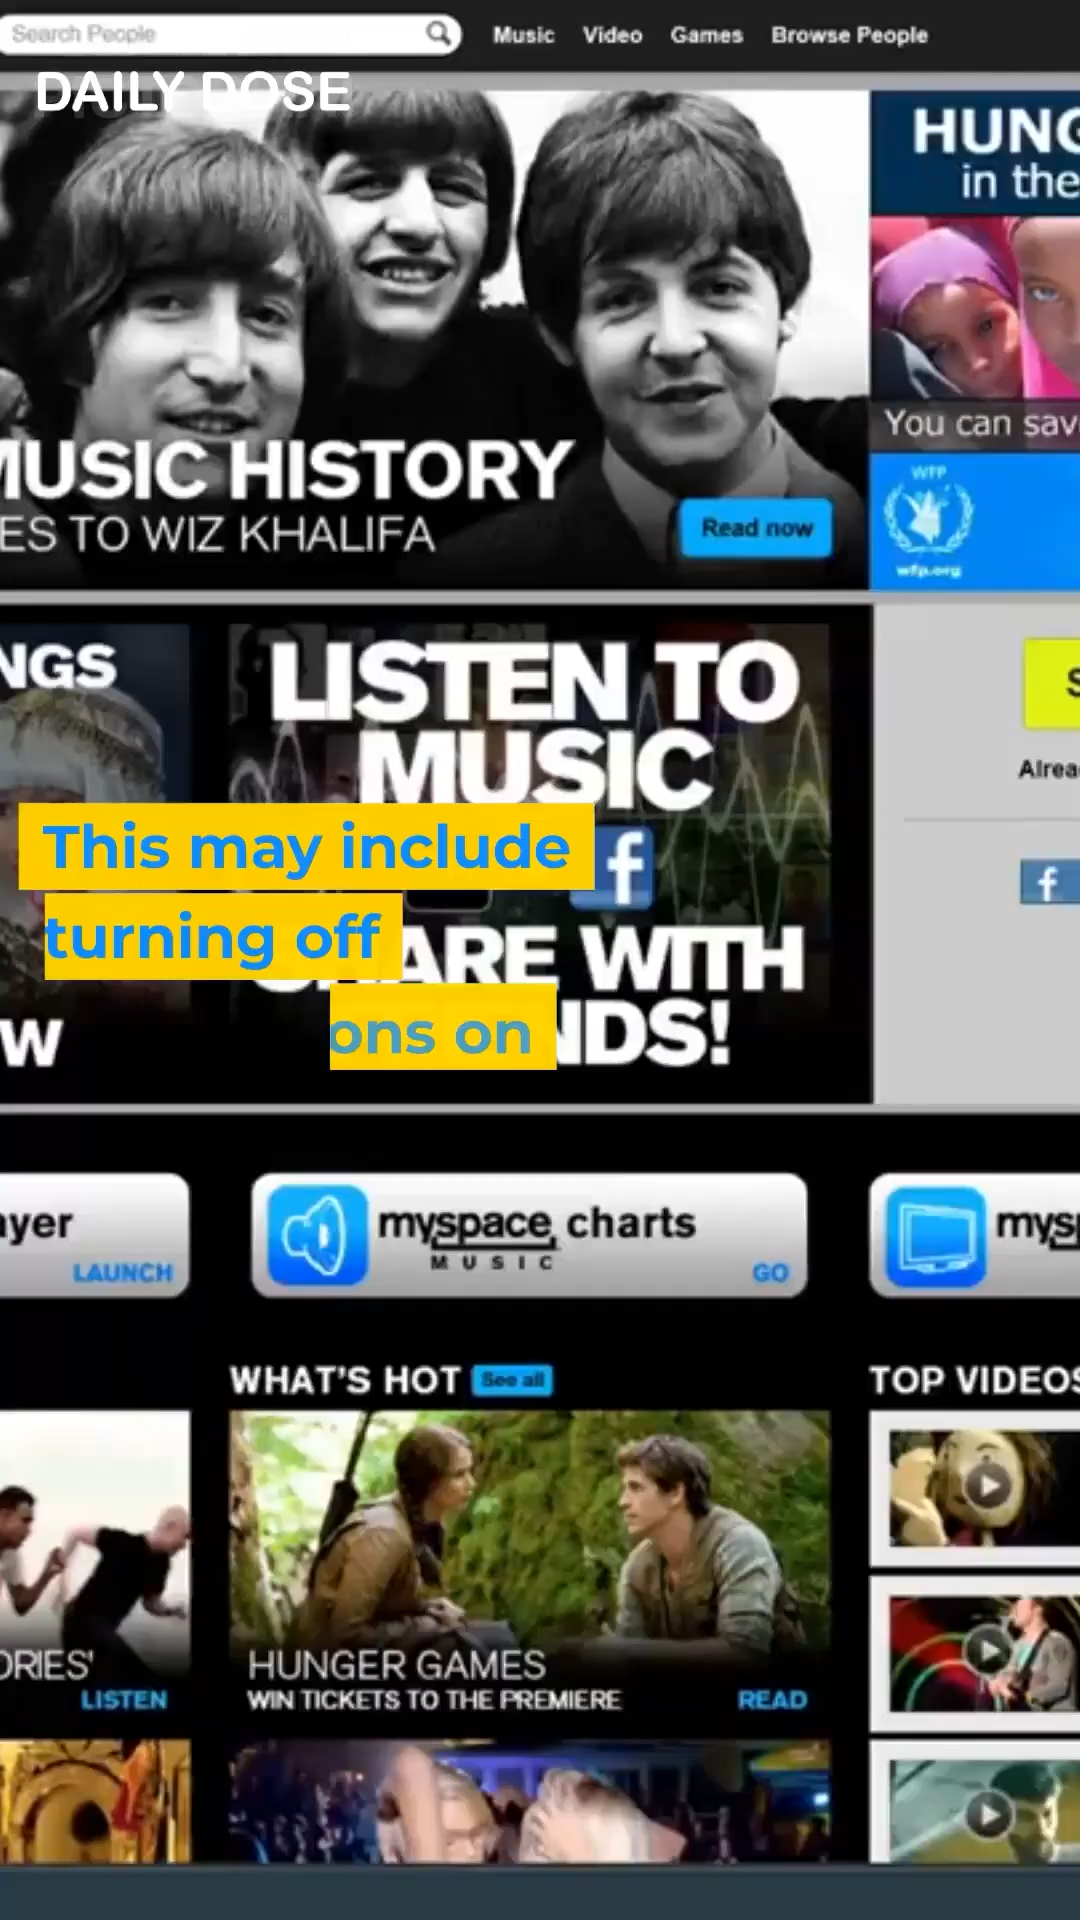 Search People
Music Video Games Browse People
DAILY DOSE
HUNG
in the
You can sav
MUSIC HISTORY
ES TO WIZ KHALIFA
Read now
WFP
wfp.org
NGS
LISTEN TO
MUSIC
S
Alrea
This may include
f
f
turning off
ARE WITH
ons on
NDS!
W
ayer
LAUNCH
myspace charts
MUSIC
GO
mysp
WHAT'S HOT See all
TOP VIDEOS
ORIES'
LISTEN
HUNGER GAMES
WIN TICKETS TO THE PREMIERE
READ